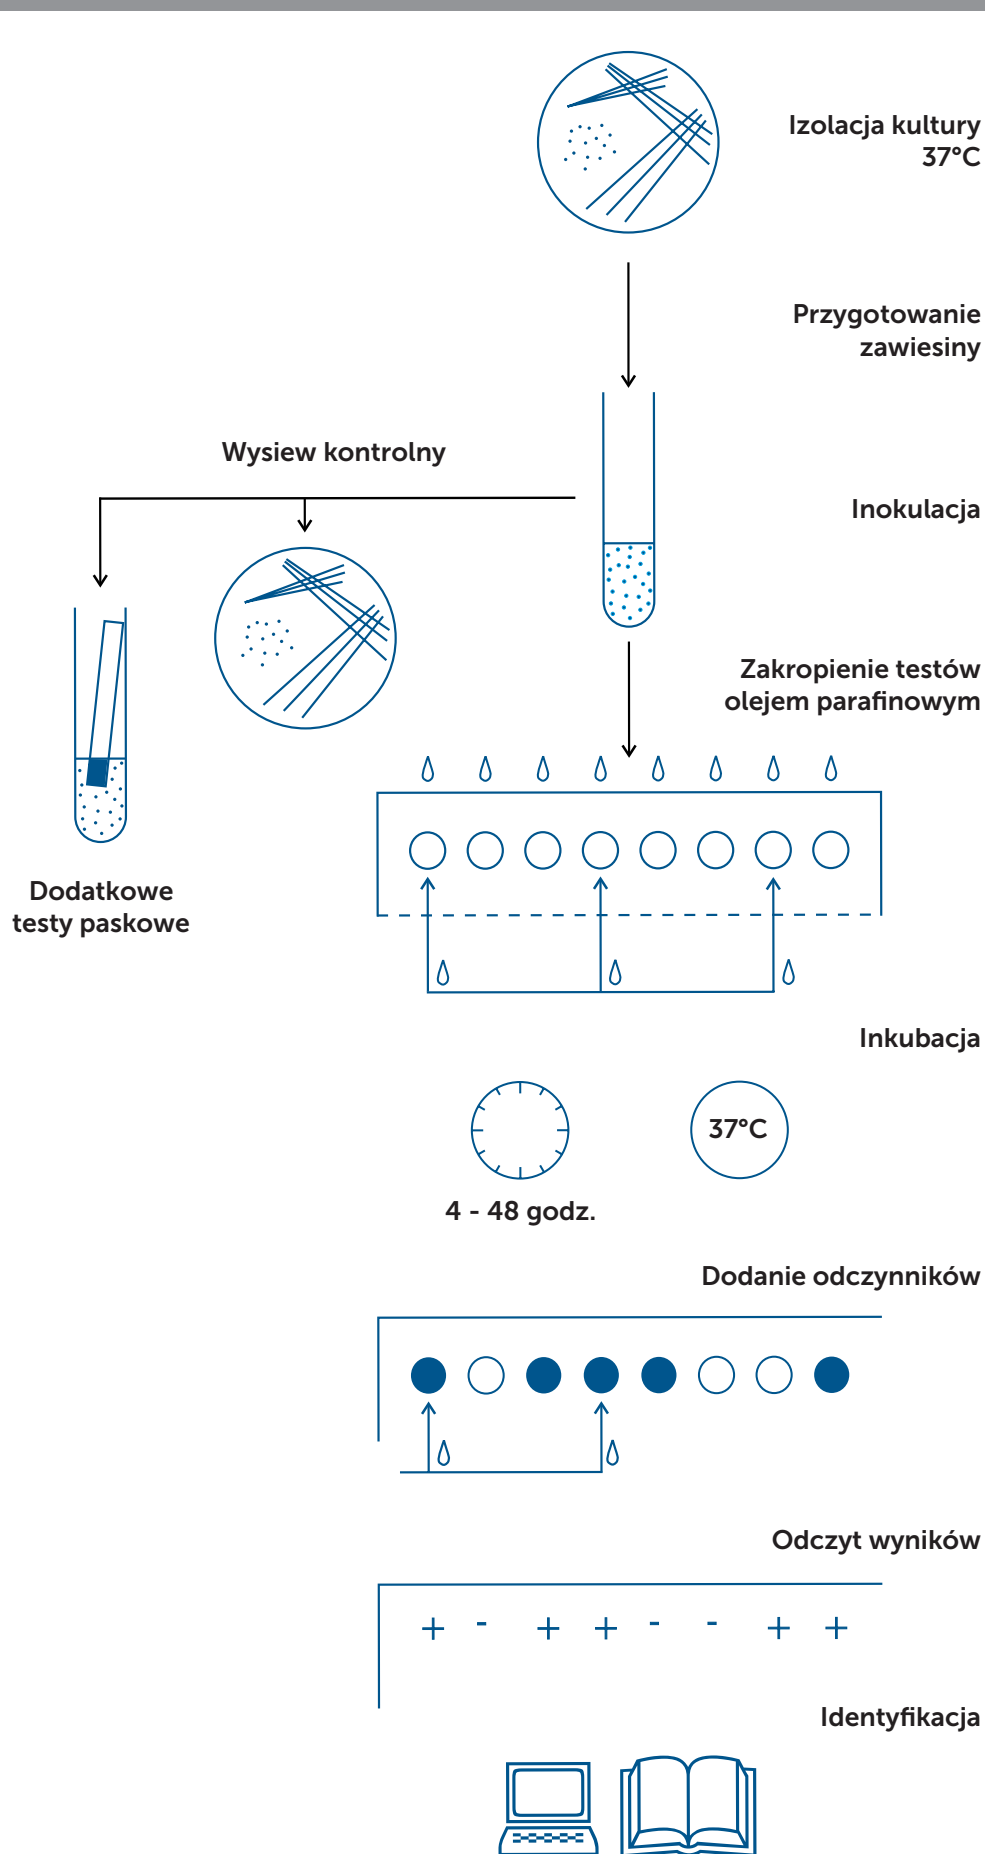 Izolacja kultury
37°C
Przygotowanie
zawiesiny
Wysiew kontrolny
Inokulacja
Zakropienie testów
olejem parafinowym
Dodatkowe
testy paskowe
Inkubacja
37°C
4 - 48 godz.
Dodanie odczynników
Odczyt wyników
+ - + + - - + +
Identyfikacja